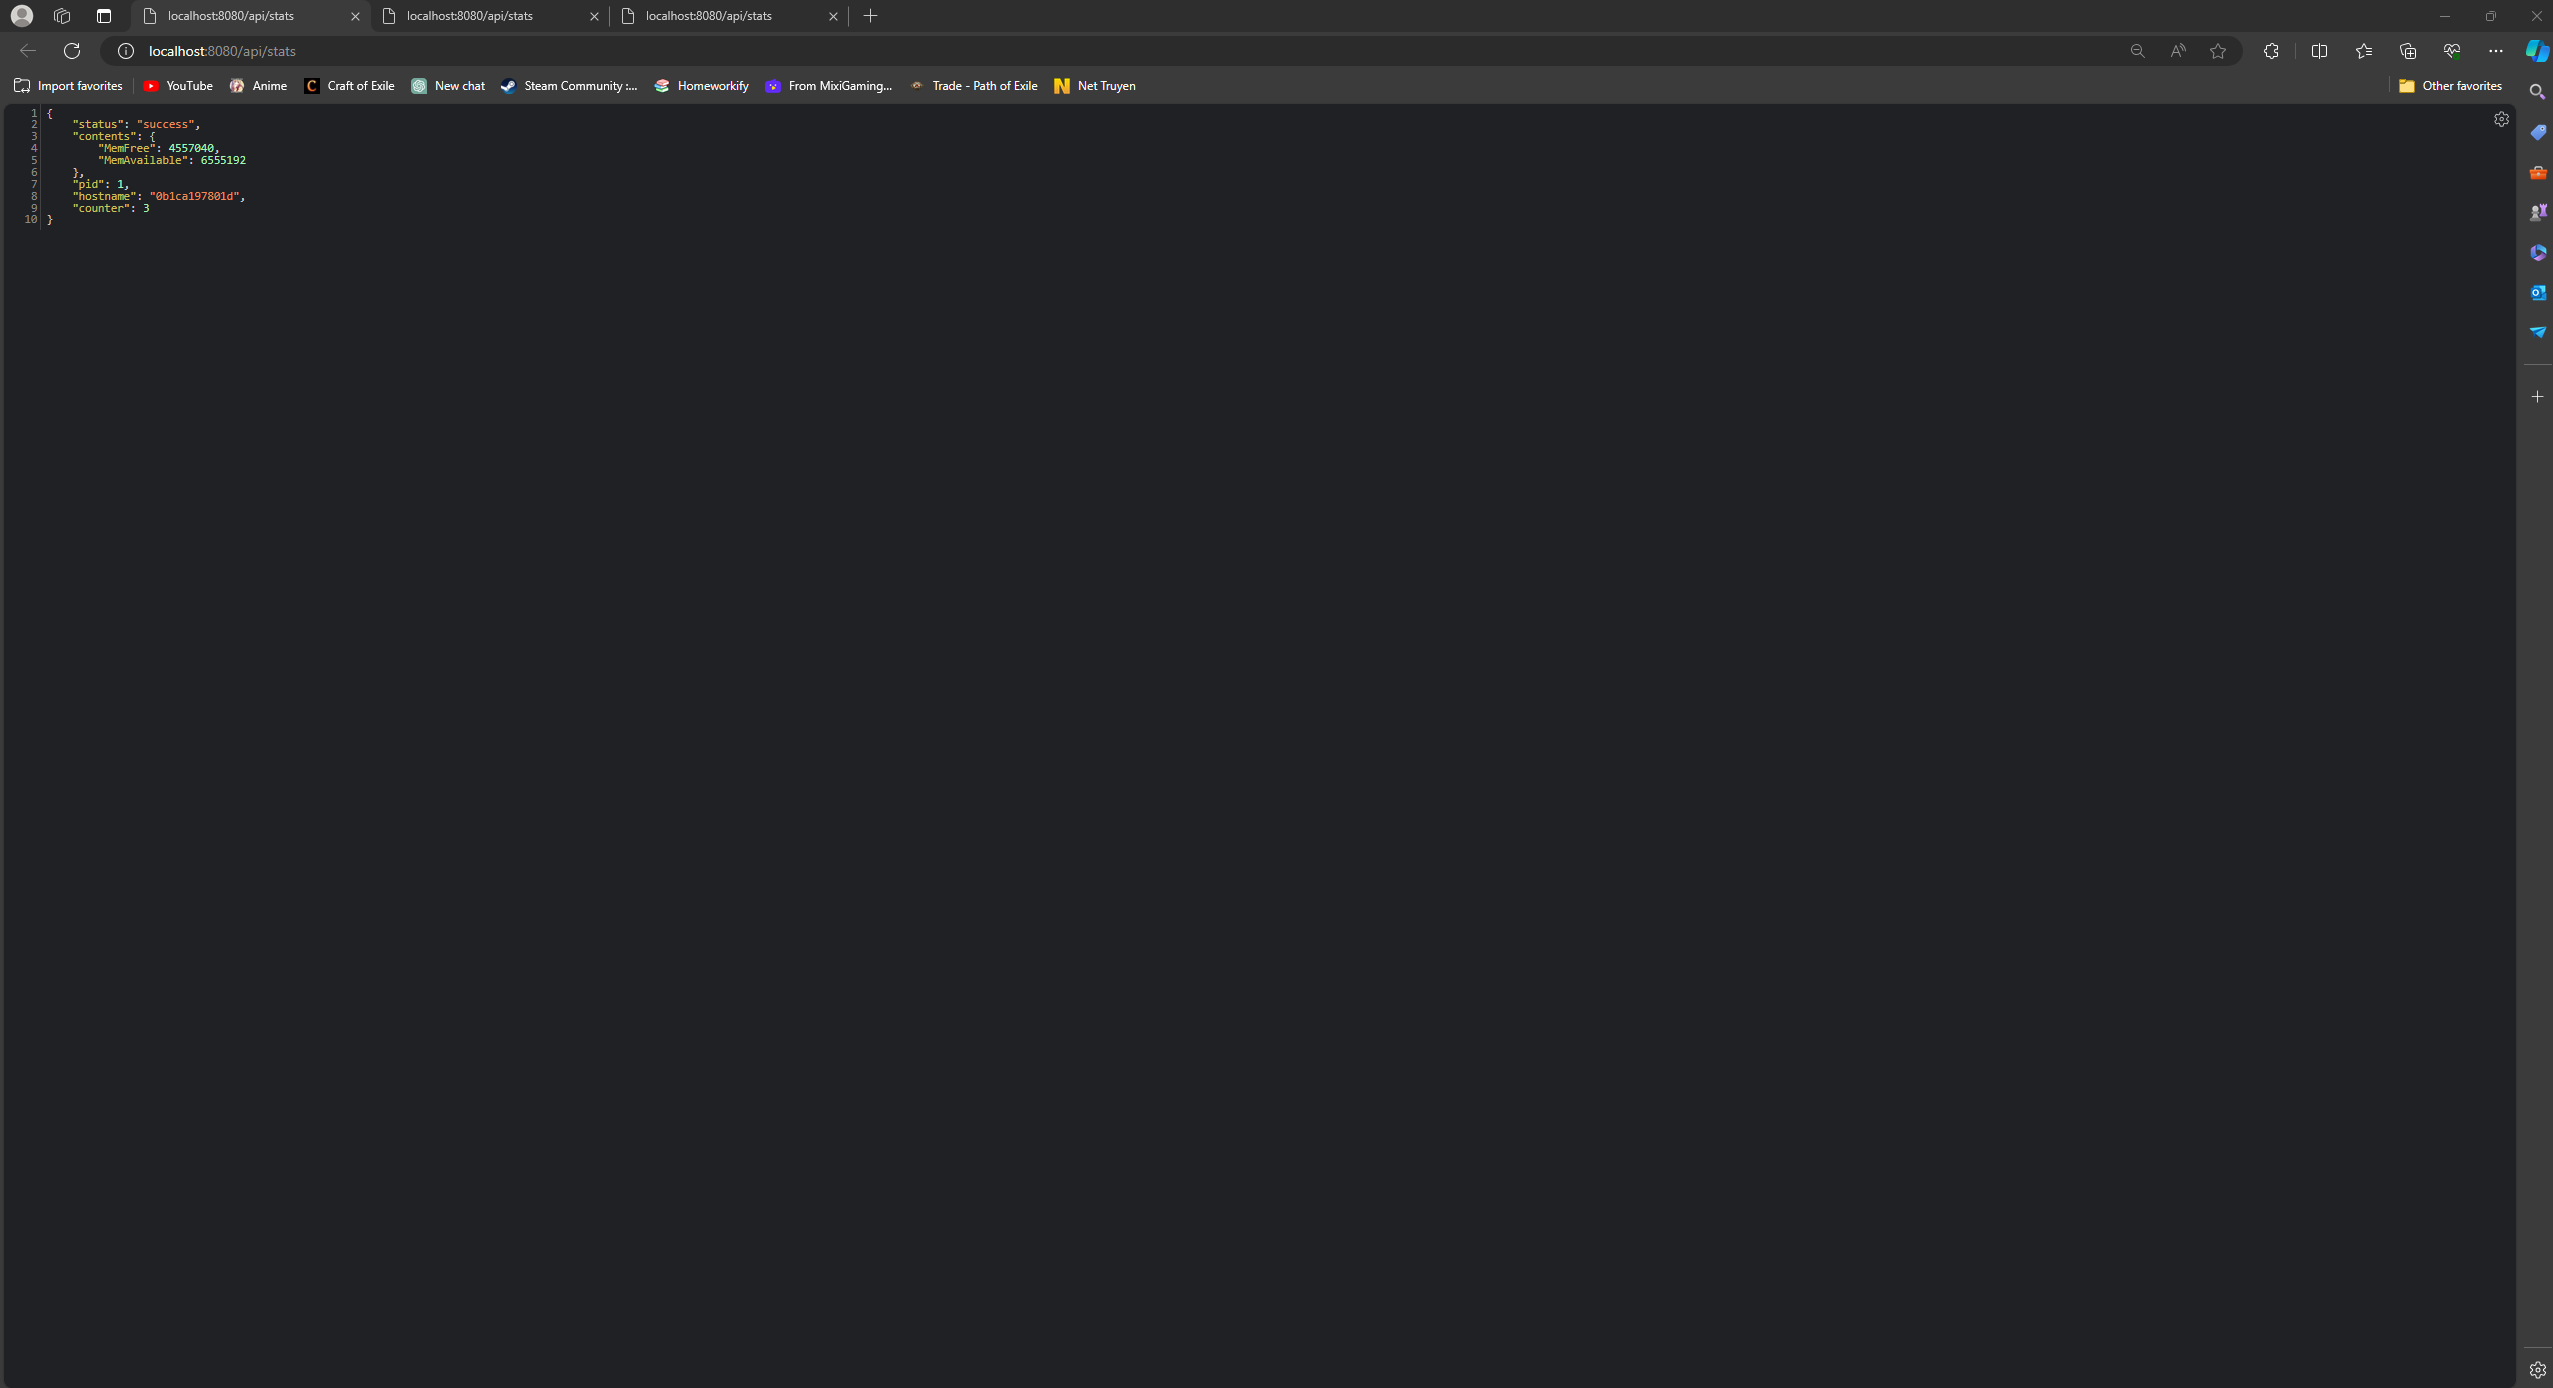 localhost:8080/api/stats
localhost:8080/api/stats
localhost:8080/api/stats
localhost:8080/api/stats
Import favorites
YouTube
Anime
Craft of Exile
New chat
Steam Community :...
Homeworkify
From MixiGaming...
Trade - Path of Exile
Net Truyen
Other favorites
1 {
2 "status": "success",
3 "contents": {
4 "MemFree": 4557040,
5 "MemAvailable": 6555192
6 },
7 "pid": 1,
8 "hostname": "0b1ca197801d",
9 "counter": 3
10 }